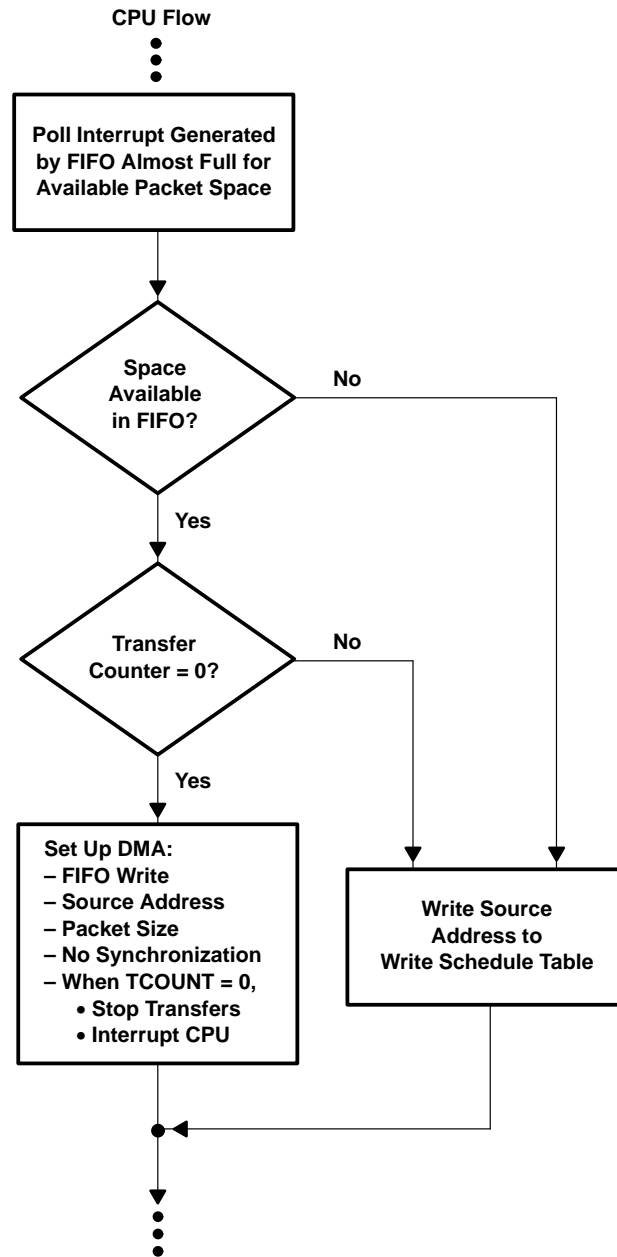 CPU Flow
Poll Interrupt Generated
by FIFO Almost Full for
Available Packet Space
Space
Available
in FIFO?
No
Yes
Transfer
Counter = 0?
No
Yes
Set Up DMA:
– FIFO Write
– Source Address
– Packet Size
– No Synchronization
– When TCOUNT = 0,
• Stop Transfers
• Interrupt CPU
Write Source
Address to
Write Schedule Table